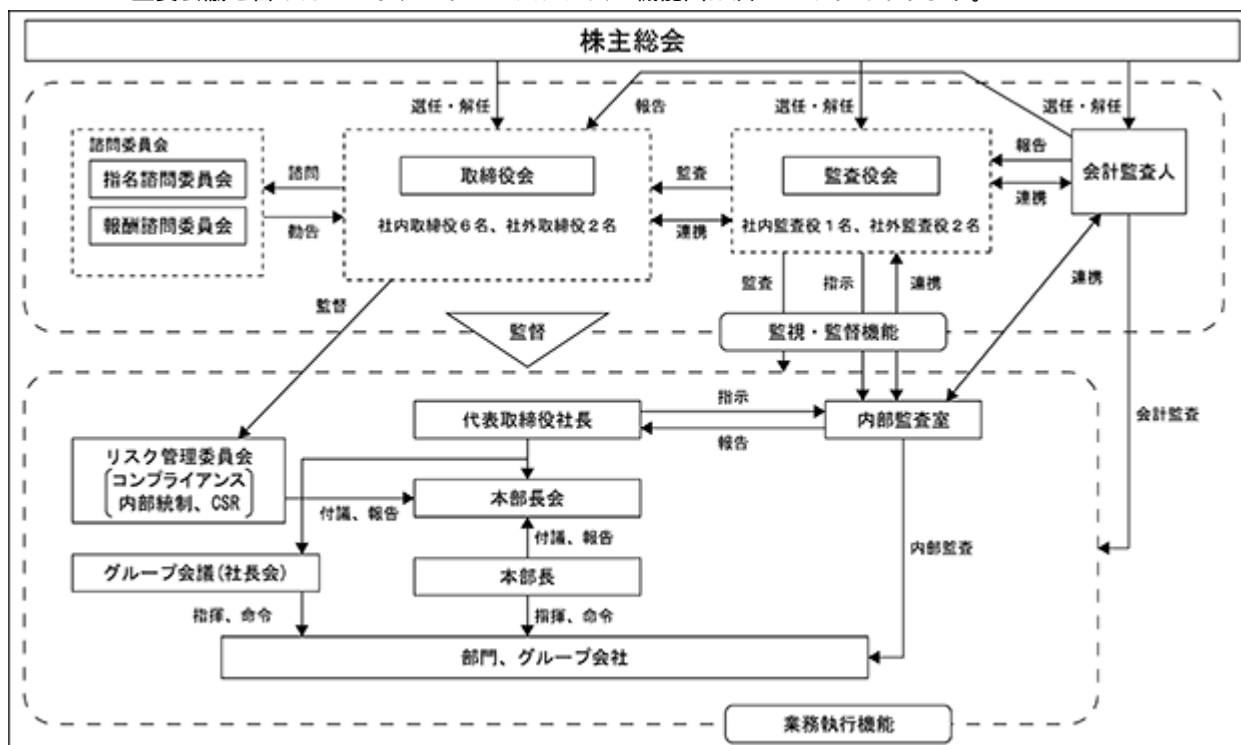 株主総会
選任・解任
報告
選任・解任
選任・解任
諮問委員会
指名諮問委員会
報酬諮問委員会
諮問
勧告
取締役会
社内取締役6名、社外取締役2名
監査
連携
監査役会
社内監査役1名、社外監査役2名
報告
連携
会計監査人
監督
監査
指示
連携
連携
監督
監視・監督機能
代表取締役社長
指示
報告
内部監査室
会計監査
リスク管理委員会
コンプライアンス
内部統制、CSR
付議、報告
本部長会
付議、報告
内部監査
グループ会議(社長会)
本部長
指揮、命令
指揮、命令
部門、グループ会社
業務執行機能